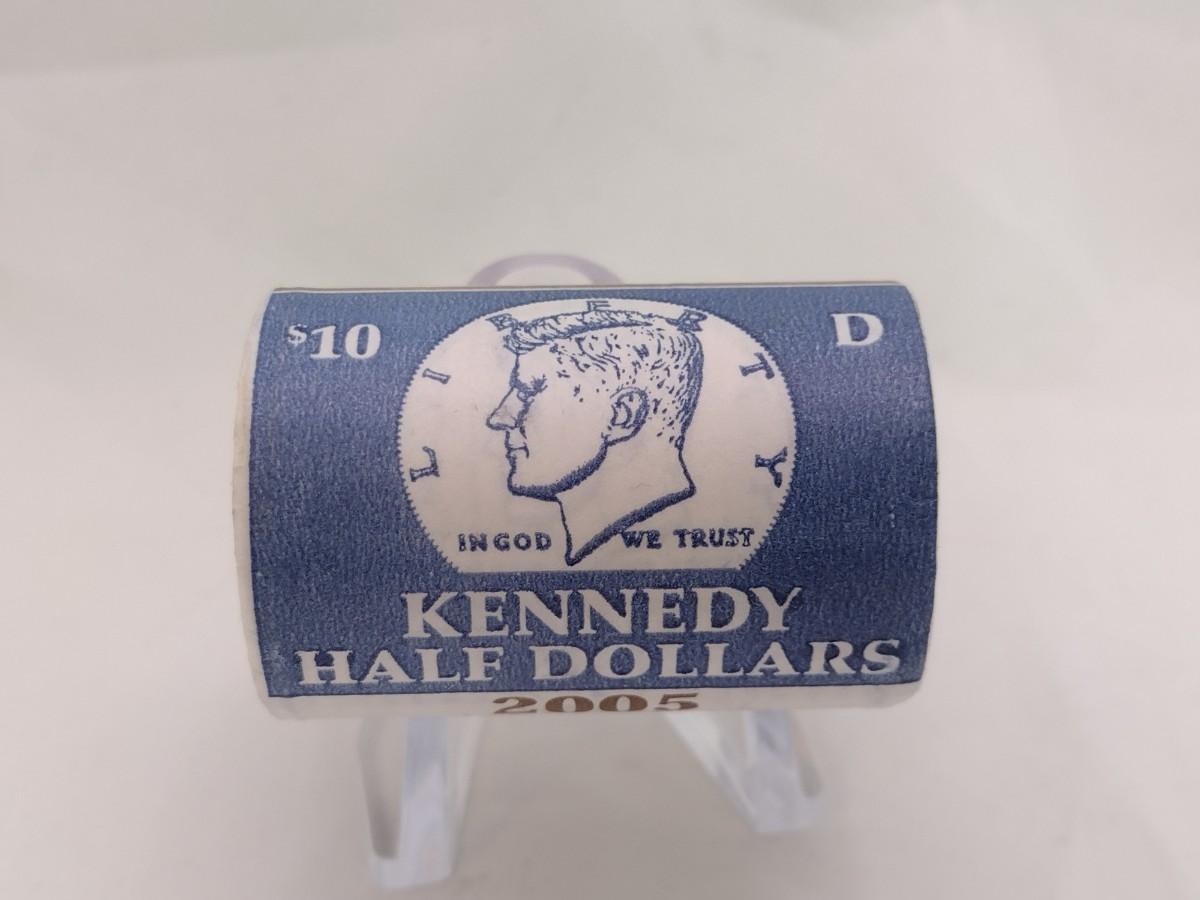 $10
D
LIBERTY
IN GOD WE TRUST
KENNEDY
HALF DOLLARS
2005